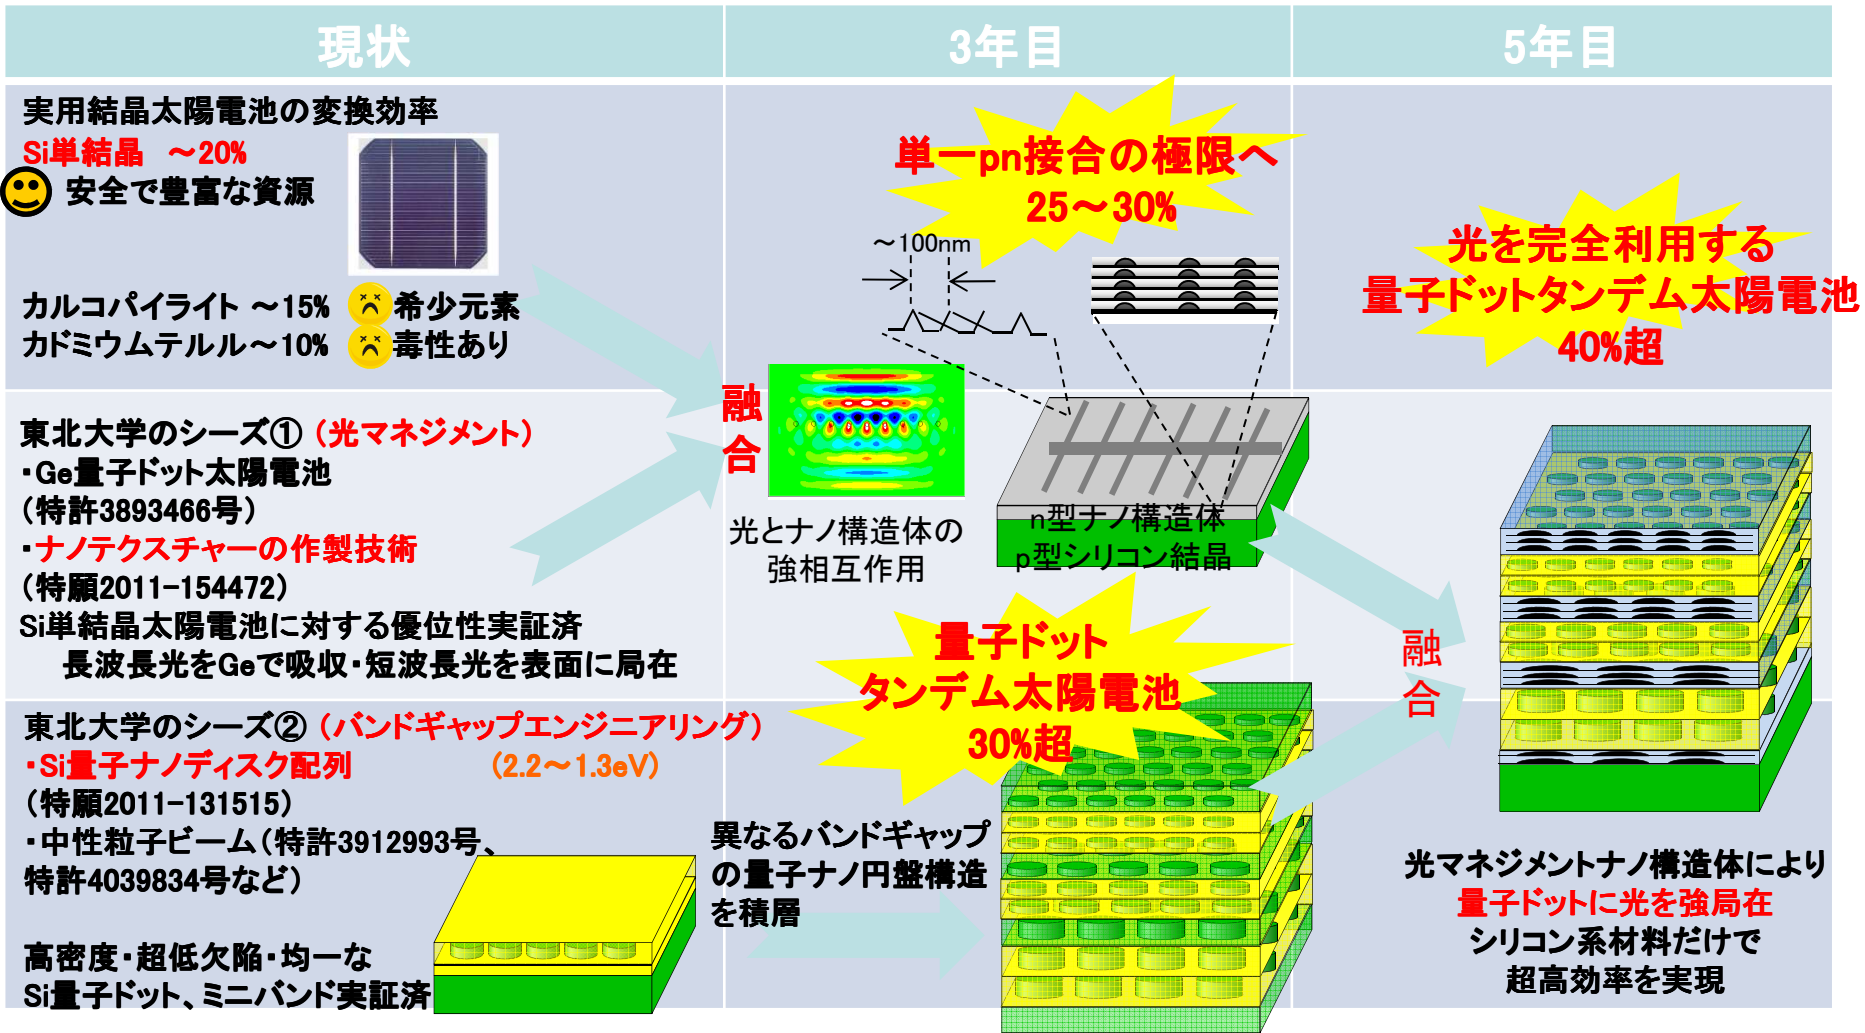 現状
3年目
5年目
実用結晶太陽電池の変換効率
Si単結晶 ～20%
安全で豊富な資源
カルコパイライト ～15% 希少元素
カドミウムテルル～10% 毒性あり
東北大学のシーズ①（光マネジメント）
・Ge量子ドット太陽電池
（特許3893466号）
・ナノテクスチャーの作製技術
（特願2011-154472）
Si単結晶太陽電池に対する優位性実証済
長波長光をGeで吸収・短波長光を表面に局在
東北大学のシーズ②（バンドギャップエンジニアリング）
・Si量子ナノディスク配列 （2.2～1.3eV）
（特願2011-131515）
・中性粒子ビーム（特許3912993号、
特許4039834号など）
高密度・超低欠陥・均一な
Si量子ドット、ミニバンド実証済
単一pn接合の極限へ
25～30%
～100nm
融
合
光とナノ構造体の
強相互作用
n型ナノ構造体
p型シリコン結晶
量子ドット
タンデム太陽電池
30%超
異なるバンドギャップ
の量子ナノ円盤構造
を積層
光を完全利用する
量子ドットタンデム太陽電池
40%超
融
合
光マネジメントナノ構造体により
量子ドットに光を強局在
シリコン系材料だけで
超高効率を実現